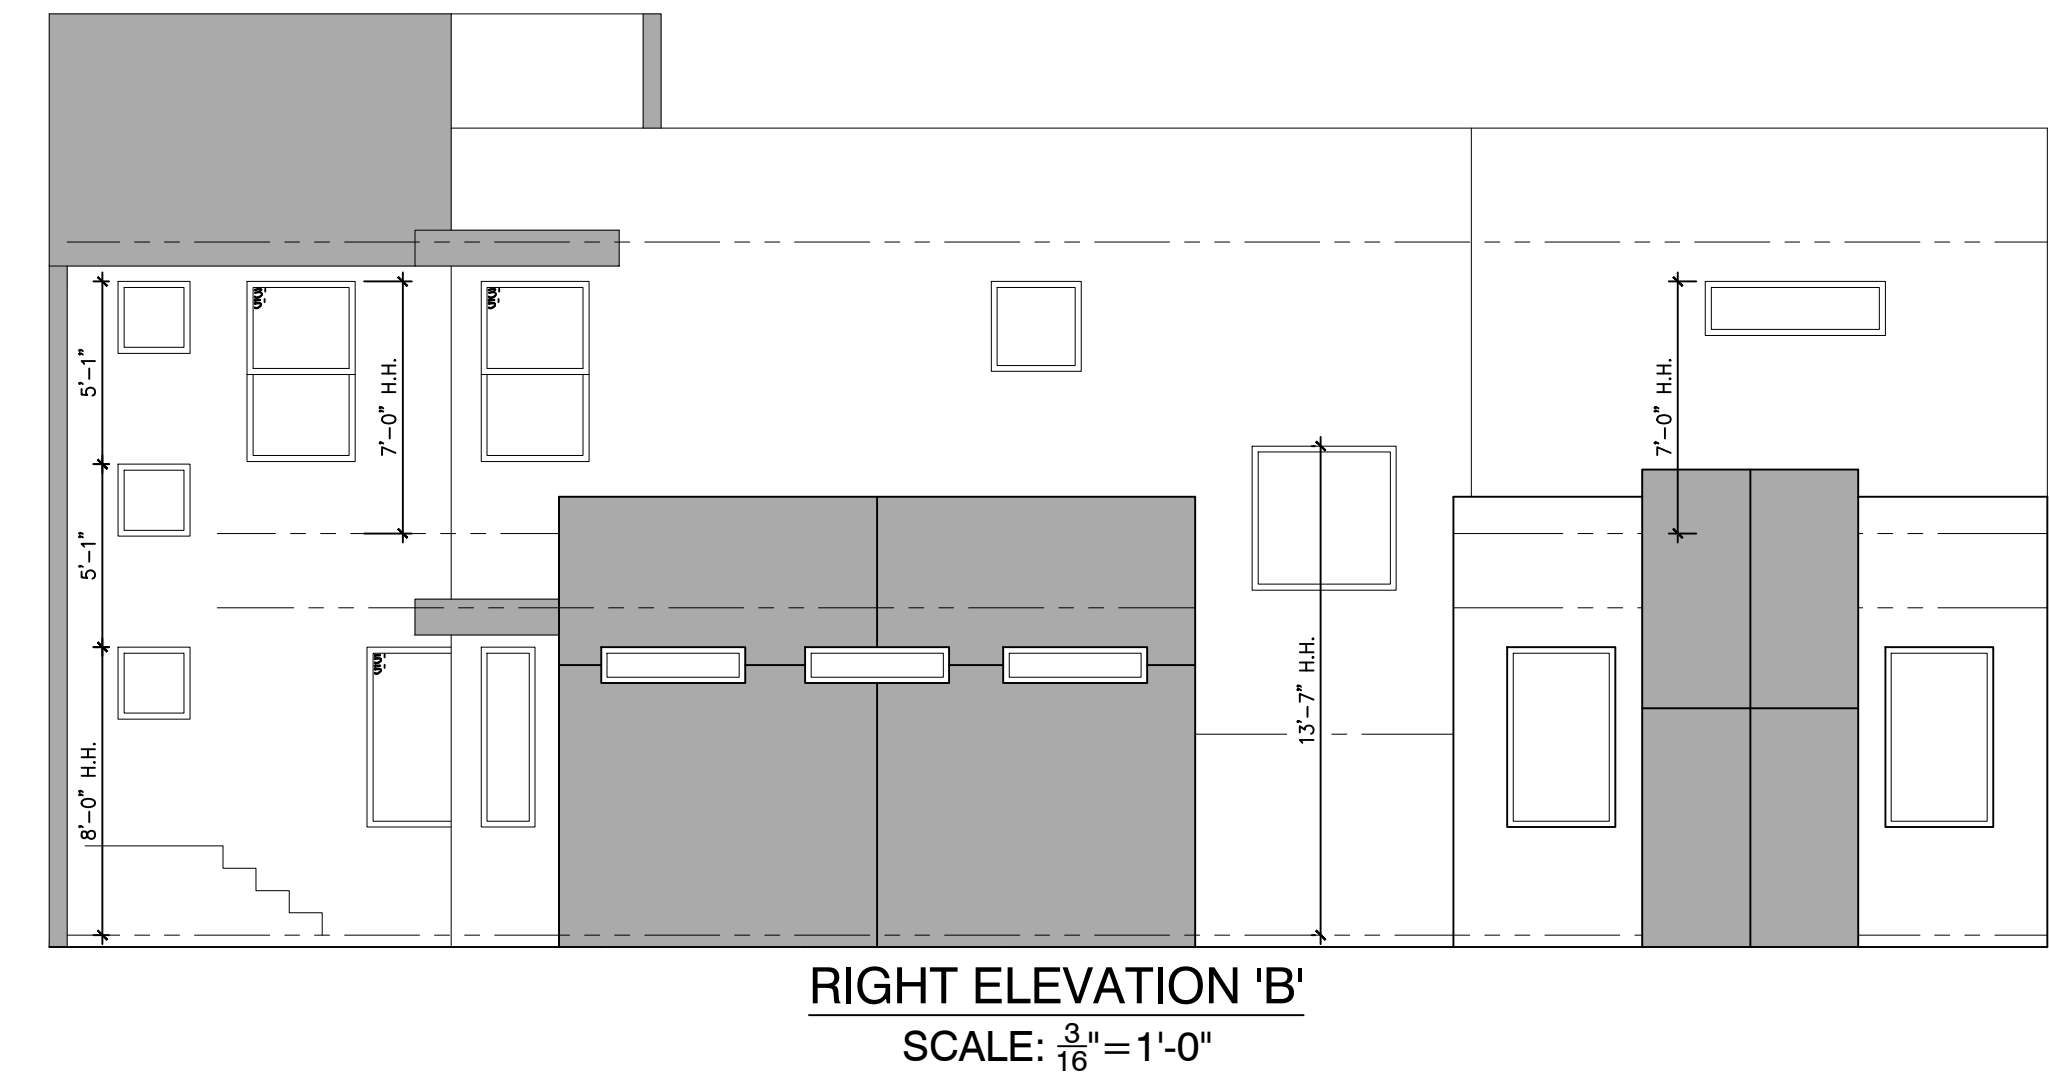 5'-1"
7'-0" H.H.
7'-0" H.H.
5'-1"
8'-0" H.H.
13'-7" H.H.
RIGHT ELEVATION 'B'
SCALE: 3/16"=1'-0"